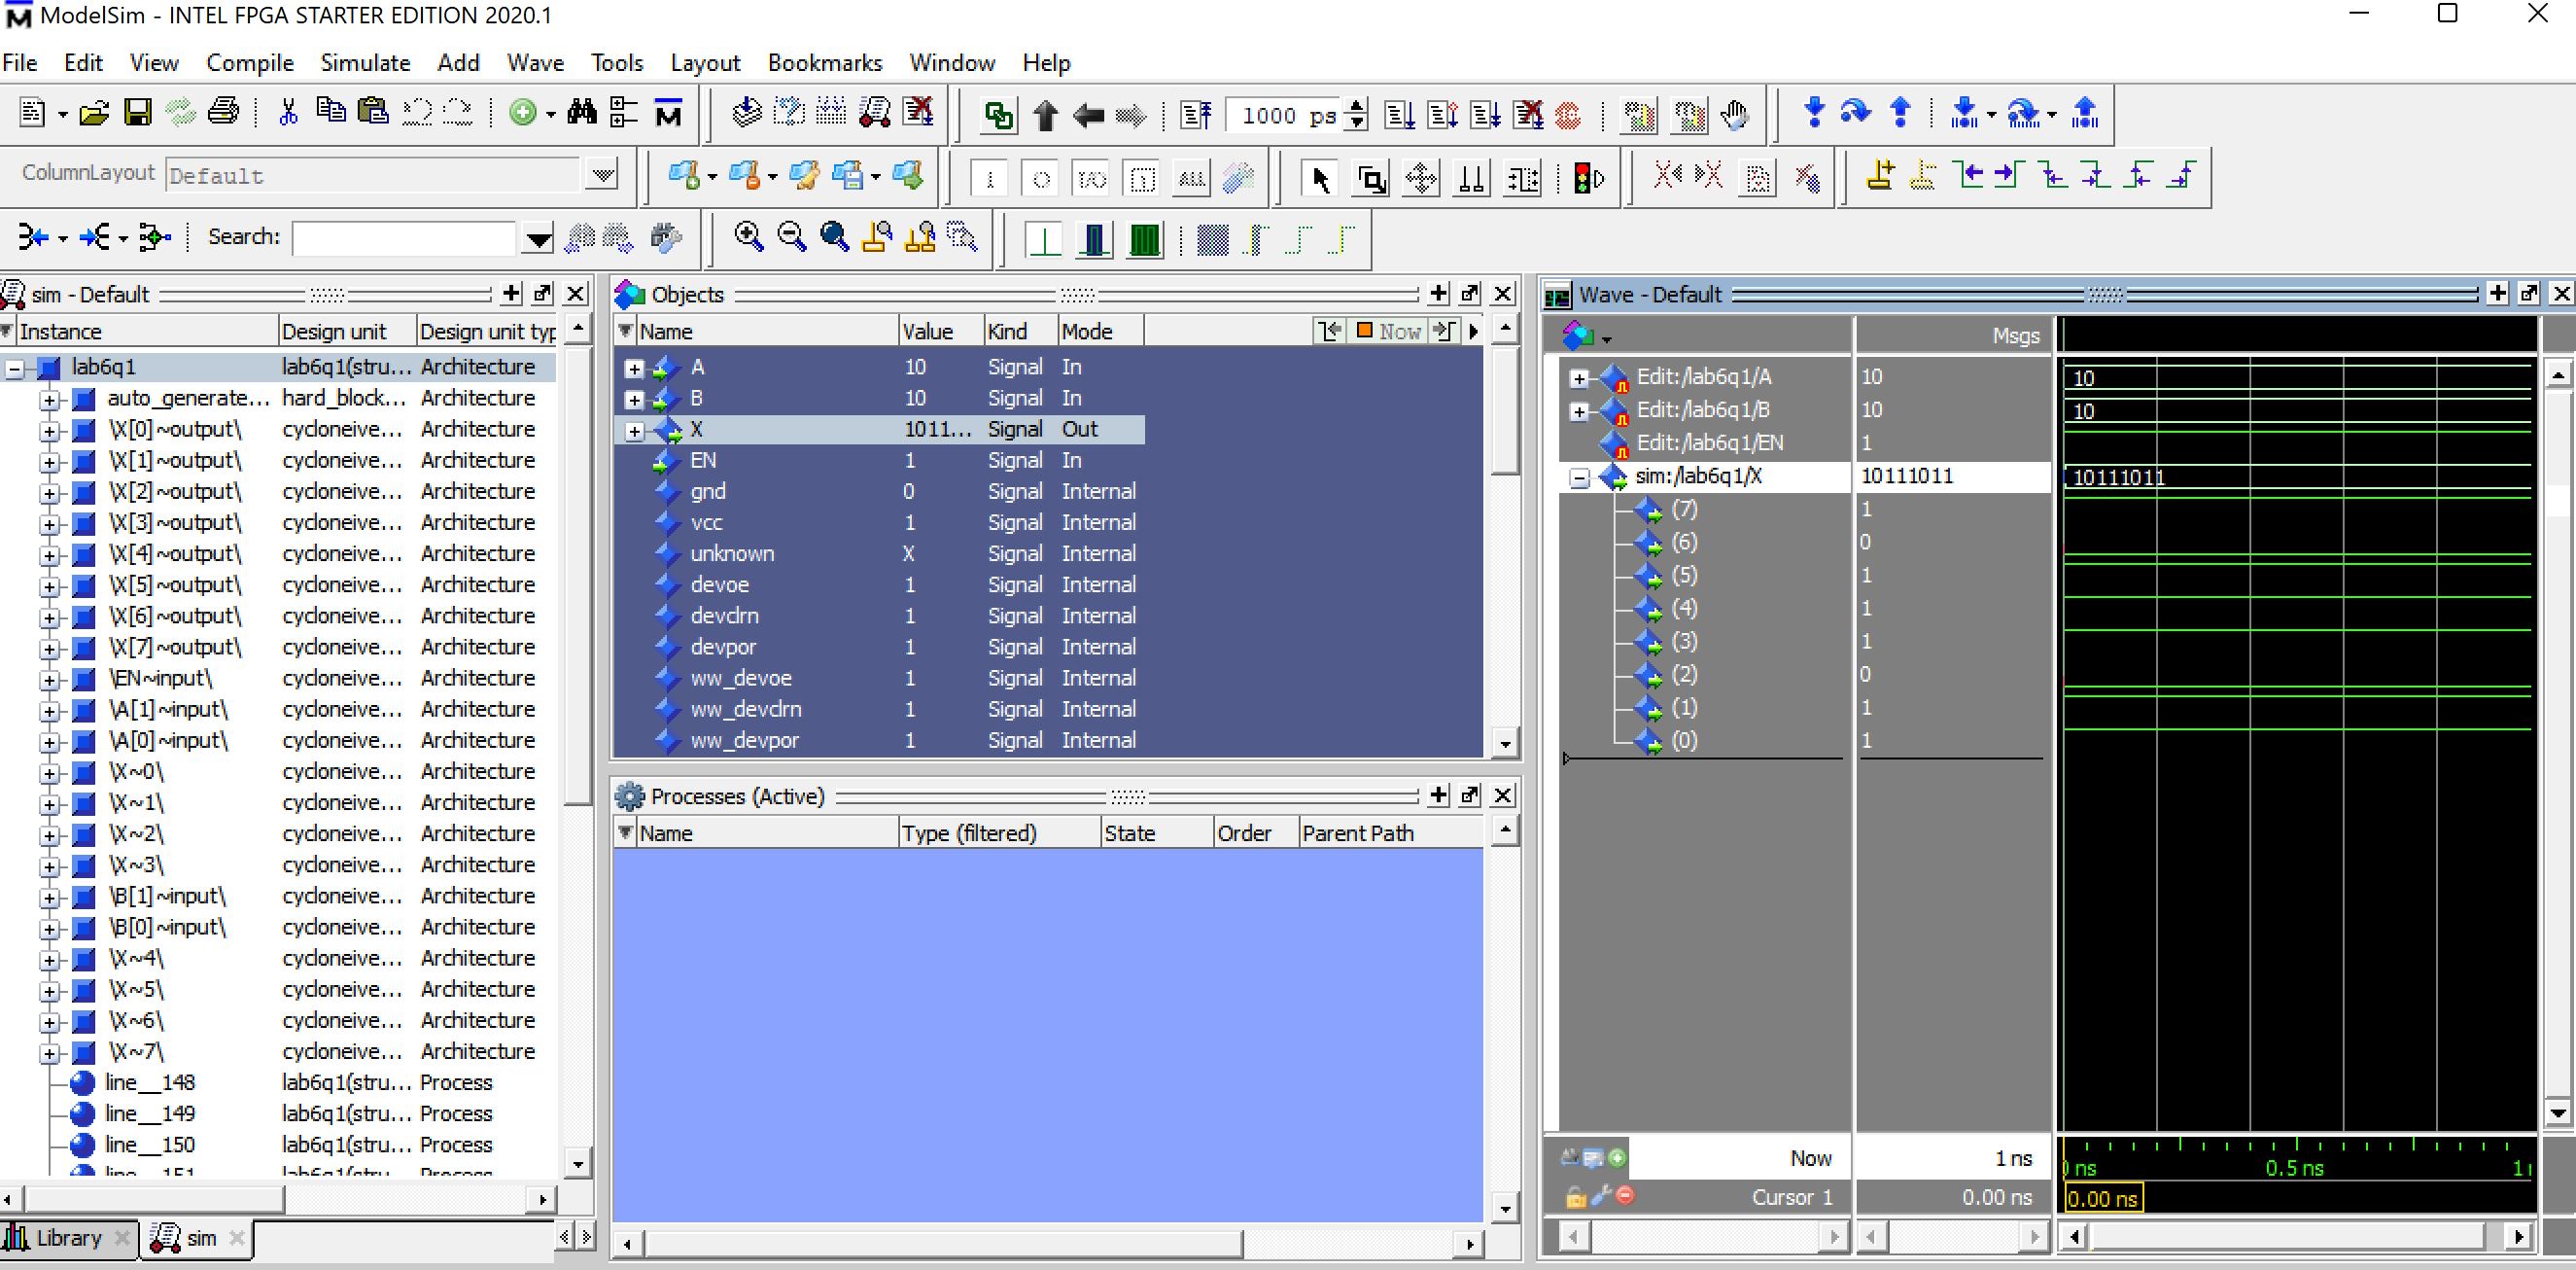 ModelSim - INTEL FPGA STARTER EDITION 2020.1
File Edit View Compile Simulate Add Wave Tools Layout Bookmarks Window Help
1000 ps
ColumnLayout Default
I/O ALL
Search:
sim - Default
Instance Design unit Design unit typ
lab6q1 lab6q1(stru... Architecture
auto_generate... hard_block... Architecture
\X[0]~output\ cycloneive... Architecture
\X[1]~output\ cycloneive... Architecture
\X[2]~output\ cycloneive... Architecture
\X[3]~output\ cycloneive... Architecture
\X[4]~output\ cycloneive... Architecture
\X[5]~output\ cycloneive... Architecture
\X[6]~output\ cycloneive... Architecture
\X[7]~output\ cycloneive... Architecture
\EN~input\ cycloneive... Architecture
\A[1]~input\ cycloneive... Architecture
\A[0]~input\ cycloneive... Architecture
\X~0\ cycloneive... Architecture
\X~1\ cycloneive... Architecture
\X~2\ cycloneive... Architecture
\X~3\ cycloneive... Architecture
\B[1]~input\ cycloneive... Architecture
\B[0]~input\ cycloneive... Architecture
\X~4\ cycloneive... Architecture
\X~5\ cycloneive... Architecture
\X~6\ cycloneive... Architecture
\X~7\ cycloneive... Architecture
line__148 lab6q1(stru... Process
line__149 lab6q1(stru... Process
line__150 lab6q1(stru... Process
line__151 lab6q1(stru... Process
Library sim
Objects
Name Value Kind Mode Now
A 10 Signal In
B 10 Signal In
X 1011... Signal Out
EN 1 Signal In
gnd 0 Signal Internal
vcc 1 Signal Internal
unknown X Signal Internal
devoe 1 Signal Internal
devclrn 1 Signal Internal
devpor 1 Signal Internal
ww_devoe 1 Signal Internal
ww_devclrn 1 Signal Internal
ww_devpor 1 Signal Internal
Processes (Active)
Name Type (filtered) State Order Parent Path
Wave - Default
Msgs
Edit:/lab6q1/A 10 10
Edit:/lab6q1/B 10 10
Edit:/lab6q1/EN 1
sim:/lab6q1/X 10111011 10111011
(7) 1
(6) 0
(5) 1
(4) 1
(3) 1
(2) 0
(1) 1
(0) 1
Now 1 ns ns 0.5 ns 1
Cursor 1 0.00 ns 0.00 ns